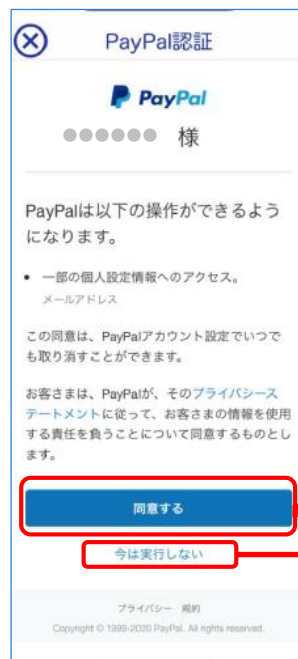 PayPal認証
PayPal
●●●●●● 様
PayPalは以下の操作ができるよう
になります。
• 一部の個人設定情報へのアクセス。
メールアドレス
この同意は、PayPalアカウント設定でいつで
も取り消すことができます。
お客さまは、PayPalが、そのプライバシース
テートメントに従って、お客さまの情報を使用
する責任を負うことについて同意するものとし
ます。
同意する
今は実行しない
プライバシー 規約
Copyright © 1999-2020 PayPal. All rights reserved.